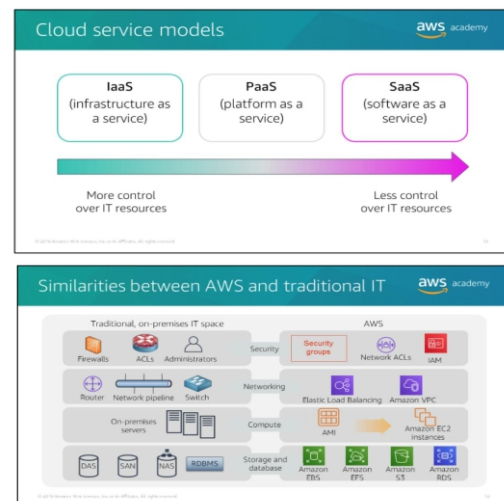 Cloud service models
aws academy
IaaS
(infrastructure as
a service)
PaaS
(platform as a
service)
SaaS
(software as a
service)
More control
over IT resources
Less control
over IT resources
Similarities between AWS and traditional IT
aws academy
Traditional, on-premises IT space
AWS
Firewalls
ACLs
Administrators
Security
Security
groups
Network ACLs
IAM
Router
Network pipeline
Switch
Networking
Elastic Load Balancing
Amazon VPC
On-premises
servers
Compute
AMI
Amazon EC2
instances
DAS
SAN
NAS
RDBMS
Storage and
database
Amazon
EBS
Amazon
EFS
Amazon
S3
Amazon
RDS